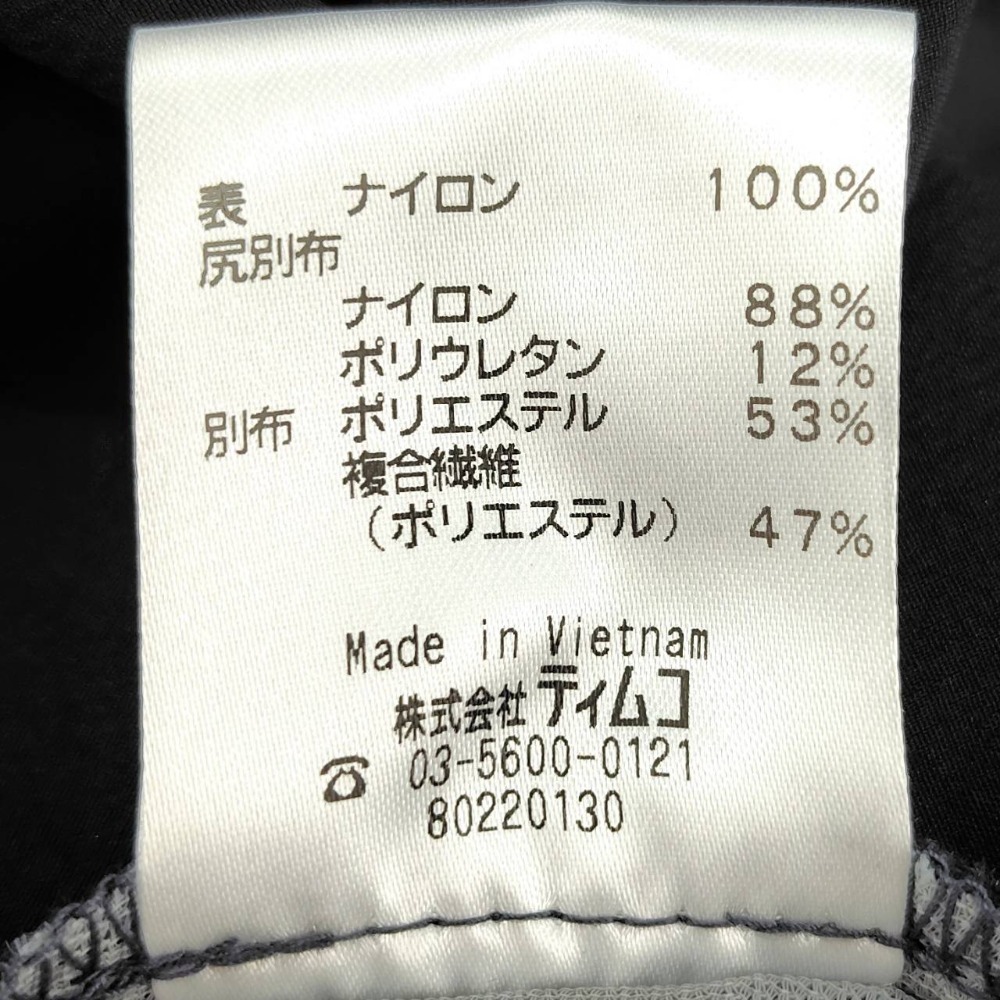 表 ナイロン 100%
尻別布
ナイロン 88%
ポリウレタン 12%
別布 ポリエステル 53%
複合繊維
(ポリエステル) 47%
Made in Vietnam
株式会社 ティムコ
☎ 03-5600-0121
80220130